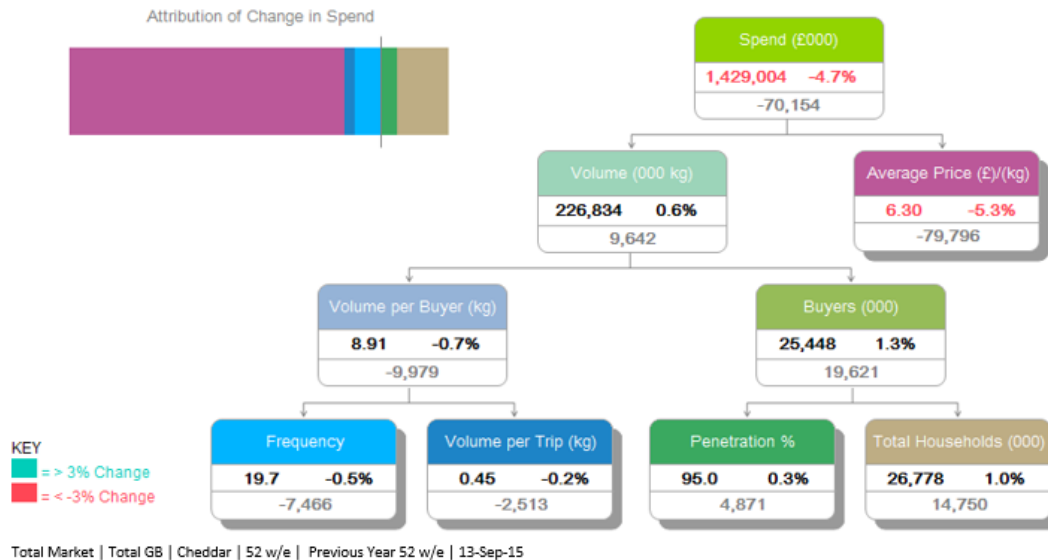 Attribution of Change in Spend
Spend (£000)
1,429,004 -4.7%
-70,154
Volume (000 kg)
226,834 0.6%
9,642
Average Price (£)/(kg)
6.30 -5.3%
-79,796
Volume per Buyer (kg)
8.91 -0.7%
-9,979
Buyers (000)
25,448 1.3%
19,621
Frequency
19.7 -0.5%
-7,466
Volume per Trip (kg)
0.45 -0.2%
-2,513
Penetration %
95.0 0.3%
4,871
Total Households (000)
26,778 1.0%
14,750
KEY
= > 3% Change
= < -3% Change
Total Market | Total GB | Cheddar | 52 w/e | Previous Year 52 w/e | 13-Sep-15